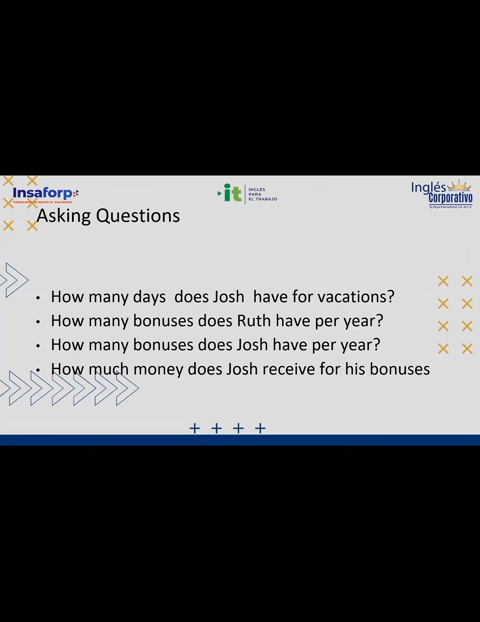 Insaforp
it INGLÉS PARA EL TRABAJO
Inglés Corporativo
Asking Questions
• How many days does Josh have for vacations?
• How many bonuses does Ruth have per year?
• How many bonuses does Josh have per year?
• How much money does Josh receive for his bonuses